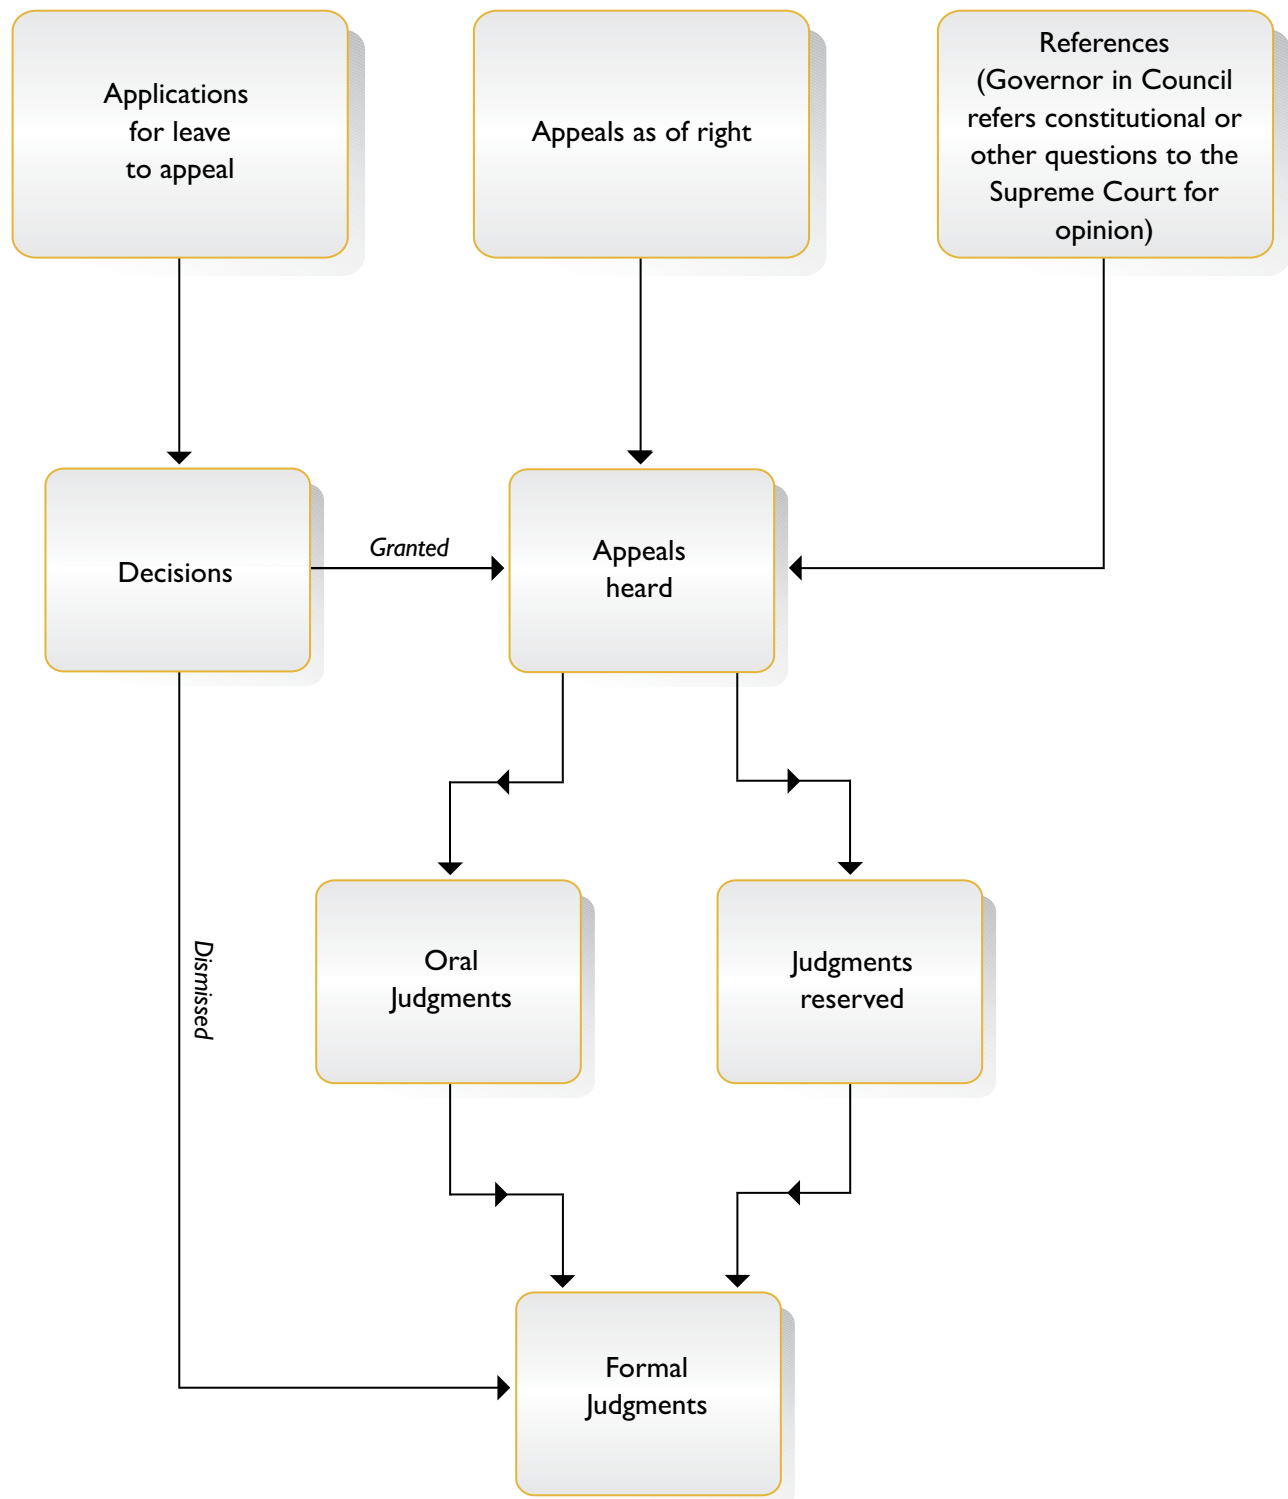 Applications
for leave
to appeal
Appeals as of right
References
(Governor in Council
refers constitutional or
other questions to the
Supreme Court for
opinion)
Decisions
Granted
Appeals
heard
Dismissed
Oral
Judgments
Judgments
reserved
Formal
Judgments